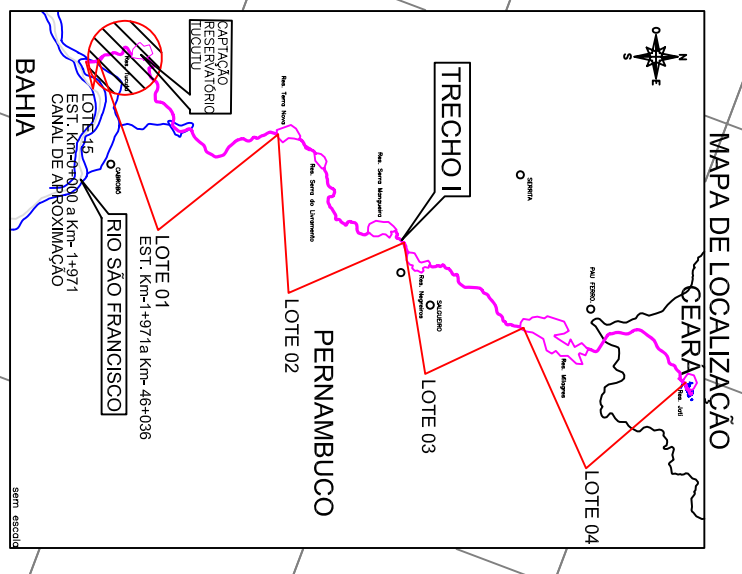 MAPA DE LOCALIZAÇÃO
O
N
S
E
CEARÁ
Res. Jati
PAU FERRO.
SERRITA
LOTE 04
Res. Milagres
TRECHO I
SALGUEIRO
Res. Negreiros
LOTE 03
Res. Serra Mangueira
Res. Serra do Livramento
Res. Terra Nova
LOTE 02
PERNAMBUCO
CAPTAÇÃO
RESERVATÓRIO
TUCUTU
Res. Tucutu
LOTE 01
EST. Km-1+971a Km- 46+036
CABROBÓ
RIO SÃO FRANCISCO
LOTE 15
EST. Km-0+000 a Km- 1+971
CANAL DE APROXIMAÇÃO
BAHIA
sem escala